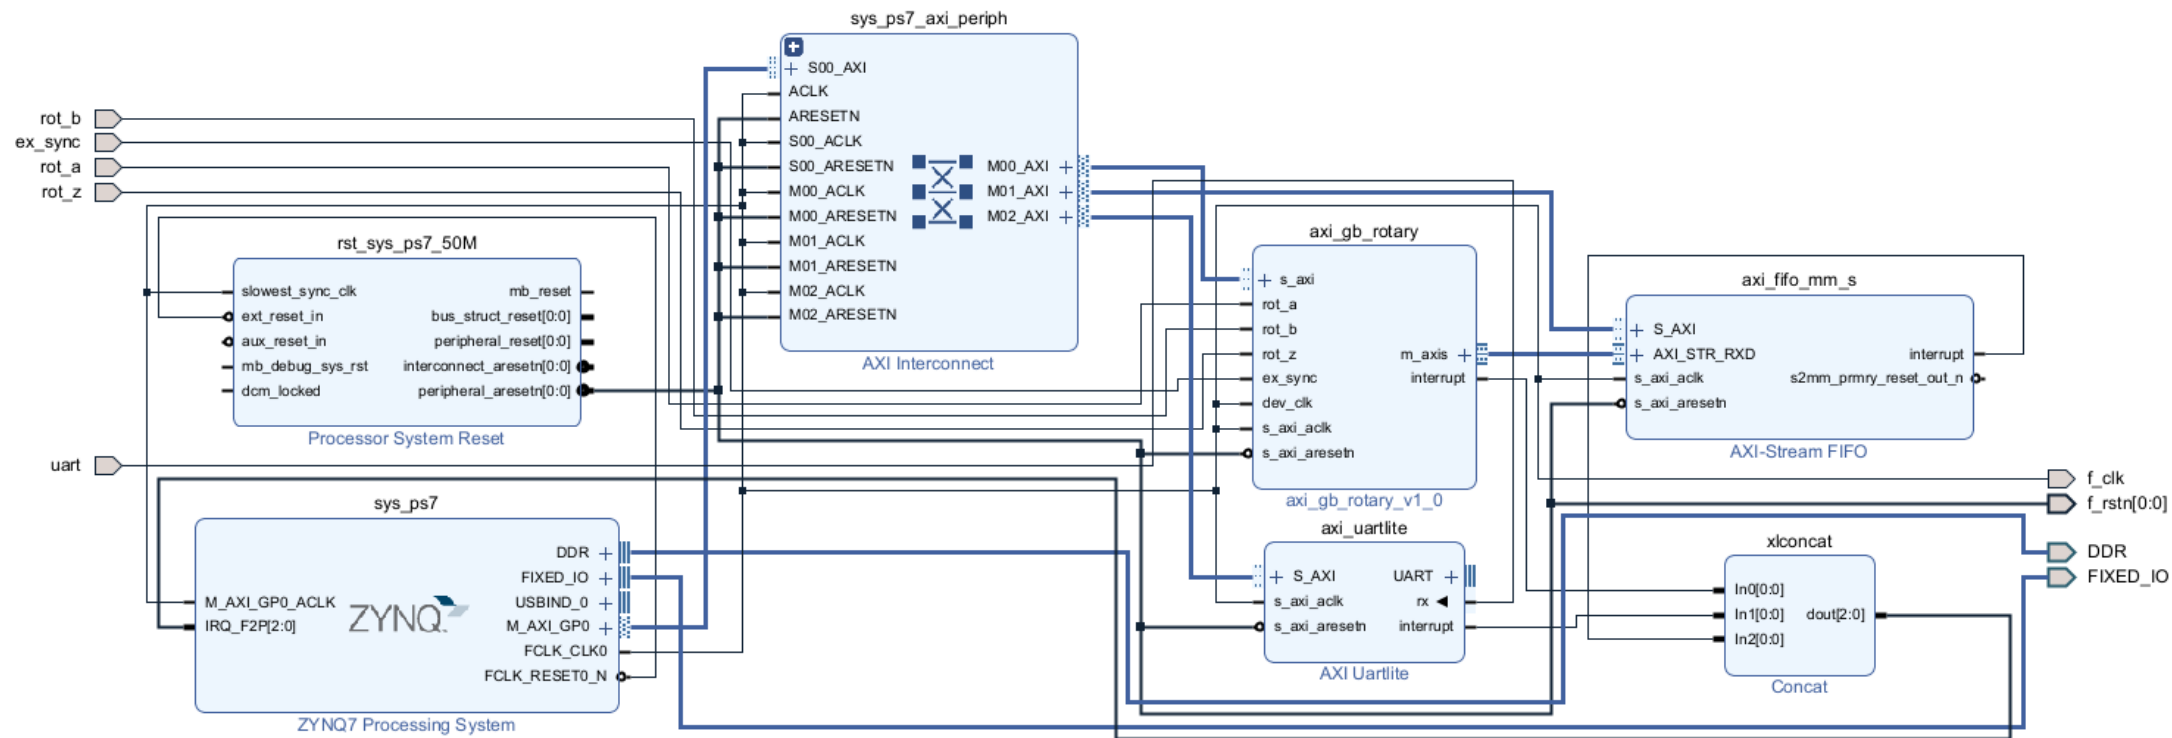 sys_ps7_axi_periph
S00_AXI
ACLK
ARESETN
S00_ACLK
S00_ARESETN
M00_ACLK
M00_ARESETN
M01_ACLK
M01_ARESETN
M02_ACLK
M02_ARESETN
M00_AXI
M01_AXI
M02_AXI
AXI Interconnect
rot_b
ex_sync
rot_a
rot_z
rst_sys_ps7_50M
slowest_sync_clk
ext_reset_in
aux_reset_in
mb_debug_sys_rst
dcm_locked
mb_reset
bus_struct_reset[0:0]
peripheral_reset[0:0]
interconnect_aresetn[0:0]
peripheral_aresetn[0:0]
Processor System Reset
uart
sys_ps7
M_AXI_GP0_ACLK
IRQ_F2P[2:0]
ZYNQ
DDR
FIXED_IO
USBIND_0
M_AXI_GP0
FCLK_CLK0
FCLK_RESET0_N
ZYNQ7 Processing System
axi_gb_rotary
s_axi
rot_a
rot_b
rot_z
ex_sync
dev_clk
s_axi_aclk
s_axi_aresetn
m_axis
interrupt
axi_gb_rotary_v1_0
axi_uartlite
S_AXI
s_axi_aclk
s_axi_aresetn
UART
rx
interrupt
AXI Uartlite
axi_fifo_mm_s
S_AXI
AXI_STR_RXD
s_axi_aclk
s_axi_aresetn
interrupt
s2mm_prmry_reset_out_n
AXI-Stream FIFO
xlconcat
In0[0:0]
In1[0:0]
In2[0:0]
dout[2:0]
Concat
f_clk
f_rstn[0:0]
DDR
FIXED_IO